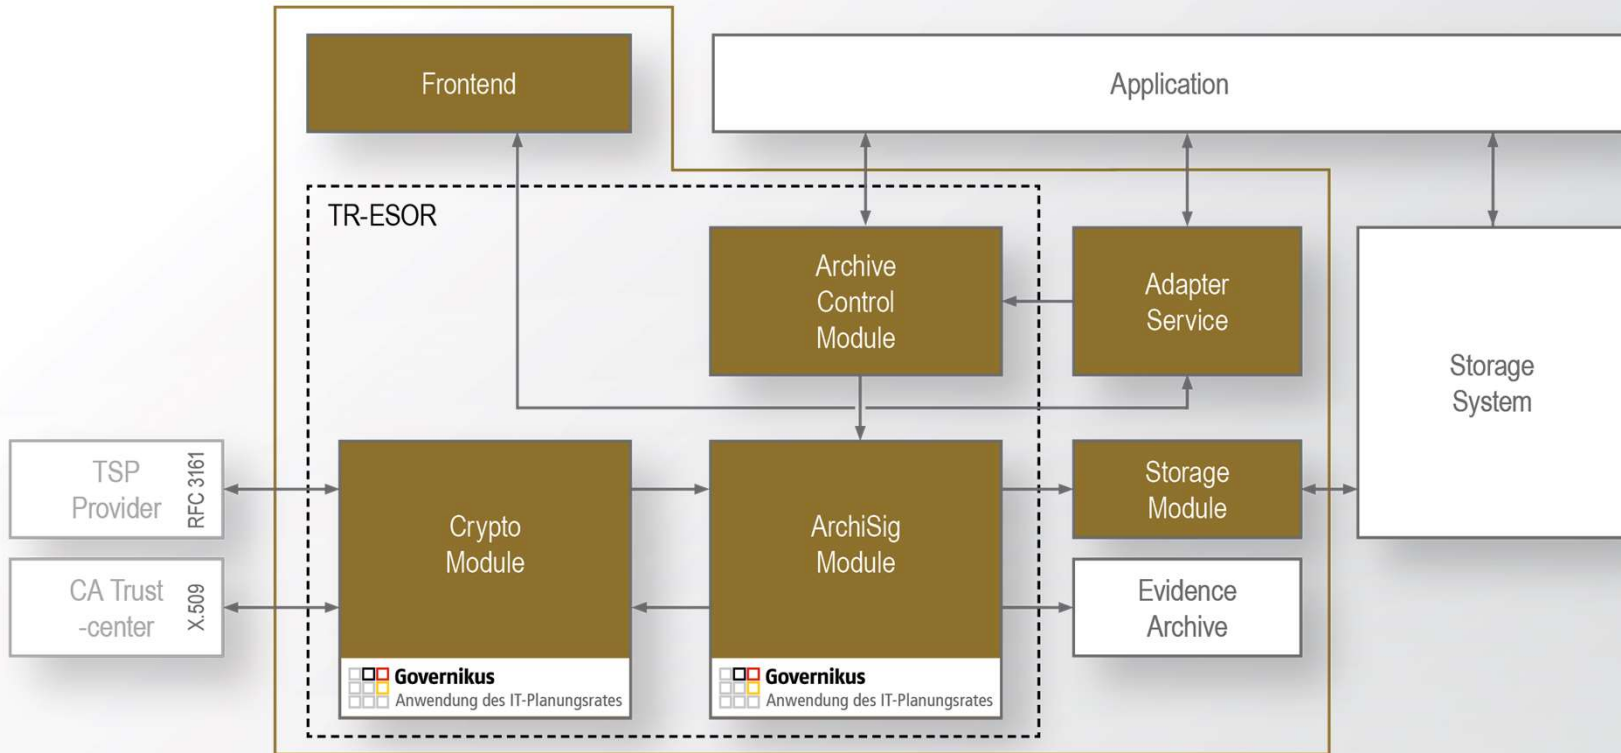 Frontend
Application
TR-ESOR
Archive
Control
Module
Adapter
Service
Storage
System
TSP
Provider
RFC 3161
CA Trust
-center
X.509
Crypto
Module
ArchiSig
Module
Storage
Module
Evidence
Archive
Governikus
Anwendung des IT-Planungsrates
Governikus
Anwendung des IT-Planungsrates